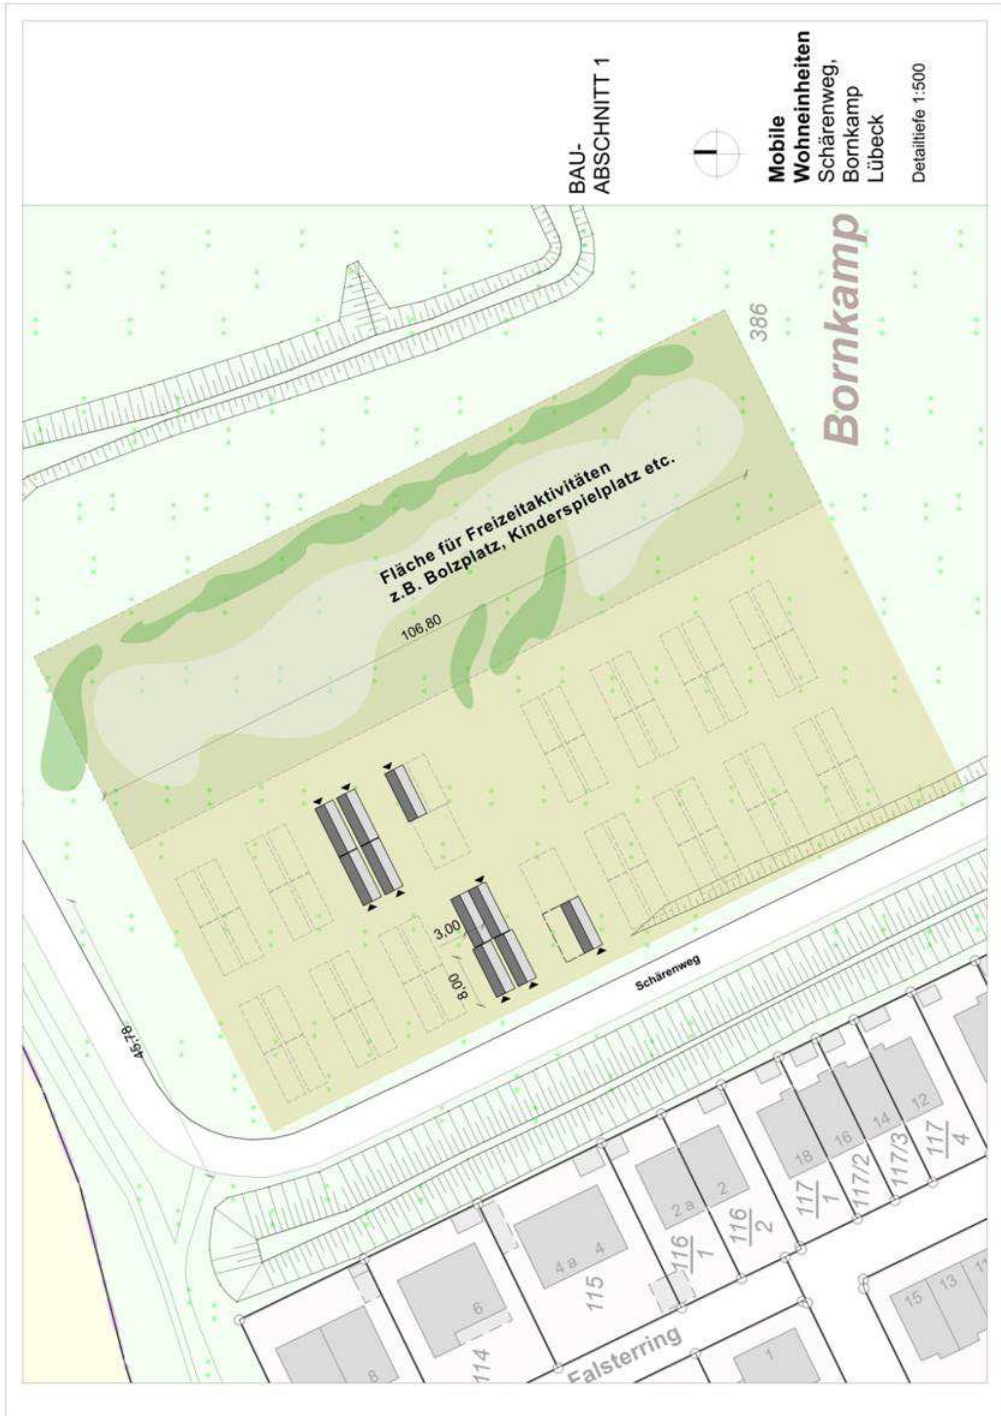 BAU-
ABSCHNITT 1
Mobile
Wohneinheiten
Schärenweg,
Bornkamp
Lübeck
Detailtiefe 1:500
Bornkamp
386
Fläche für Freizeitaktivitäten
z.B. Bolzplatz, Kinderspielplatz etc.
106,80
3,00
8,00
46,78
Schärenweg
18
16
14
12
117
1
117/2
117/3
117
4
2 a
2
116
1
116
2
4 a
4
115
6
114
8
Falsterring
1
15
13